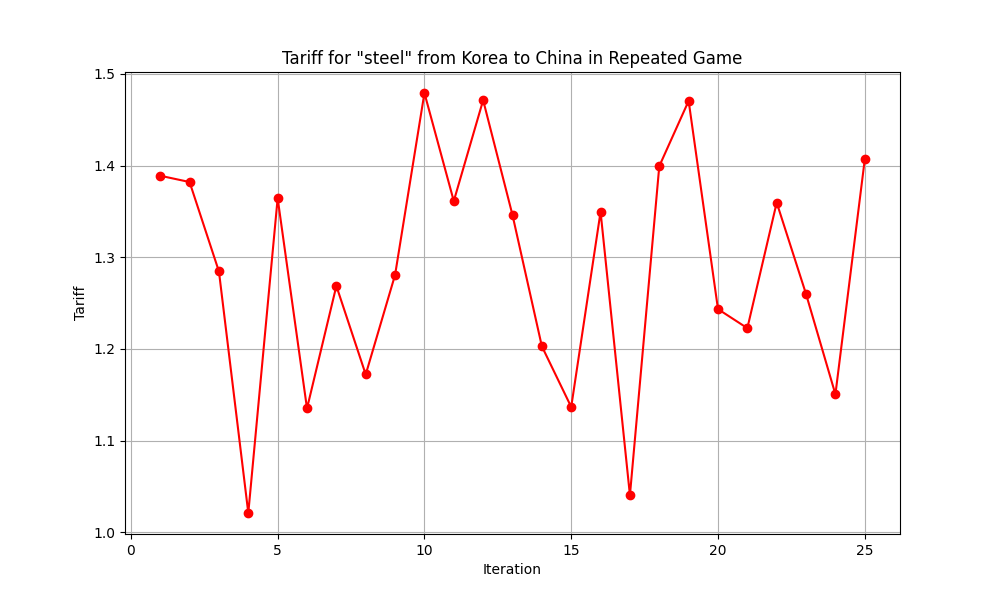 Tariff for "steel" from Korea to China in Repeated Game
1.5
1.4
1.3
1.2
1.1
1.0
Tariff
0 5 10 15 20 25
Iteration